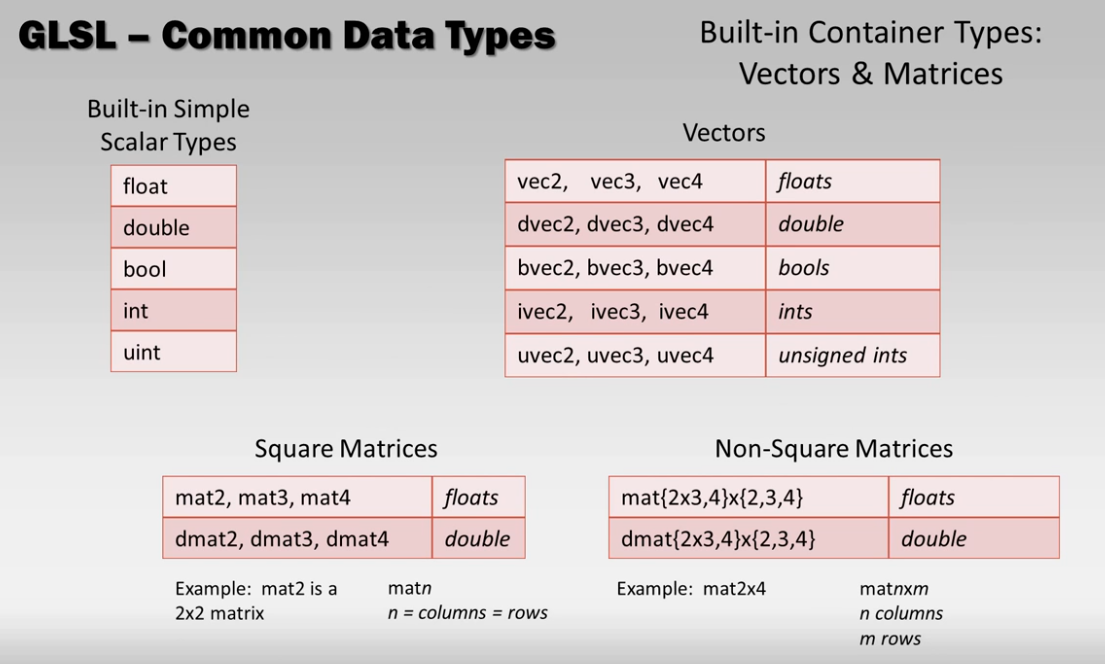 GLSL – Common Data Types
Built-in Container Types:
Vectors & Matrices
Built-in Simple
Scalar Types
float
double
bool
int
uint
Vectors
vec2, vec3, vec4 floats
dvec2, dvec3, dvec4 double
bvec2, bvec3, bvec4 bools
ivec2, ivec3, ivec4 ints
uvec2, uvec3, uvec4 unsigned ints
Square Matrices
mat2, mat3, mat4 floats
dmat2, dmat3, dmat4 double
Example: mat2 is a
2x2 matrix
matn
n = columns = rows
Non-Square Matrices
mat{2x3,4}x{2,3,4} floats
dmat{2x3,4}x{2,3,4} double
Example: mat2x4
matnxm
n columns
m rows